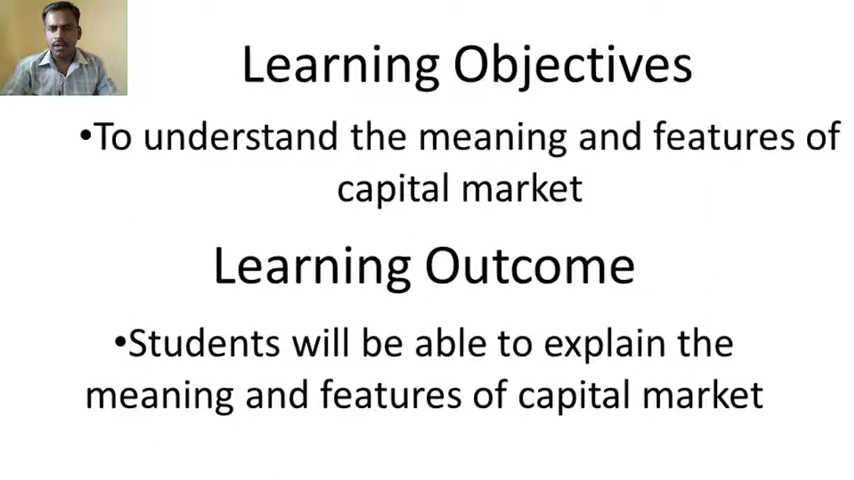 Learning Objectives
•To understand the meaning and features of
capital market
Learning Outcome
•Students will be able to explain the
meaning and features of capital market